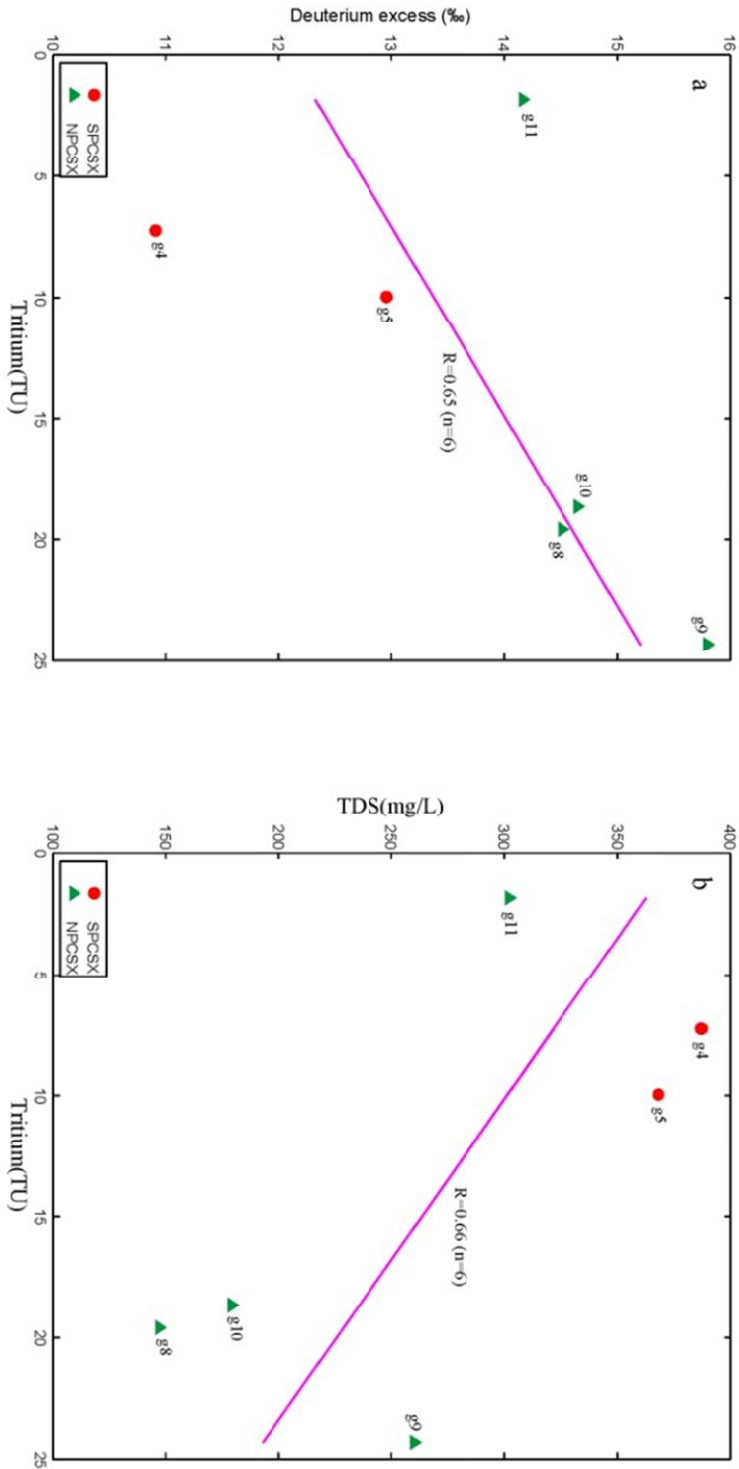 a
Deuterium excess (‰)
16
15
14
13
12
11
10
g9
g10
g8
g11
g5
g4
R=0.65 (n=6)
SPCSX
NPCSX
0
5
10
15
20
25
Tritium(TU)
b
TDS(mg/L)
400
350
300
250
200
150
100
g4
g5
g11
g9
g10
g8
R=0.66 (n=6)
SPCSX
NPCSX
0
5
10
15
20
25
Tritium(TU)